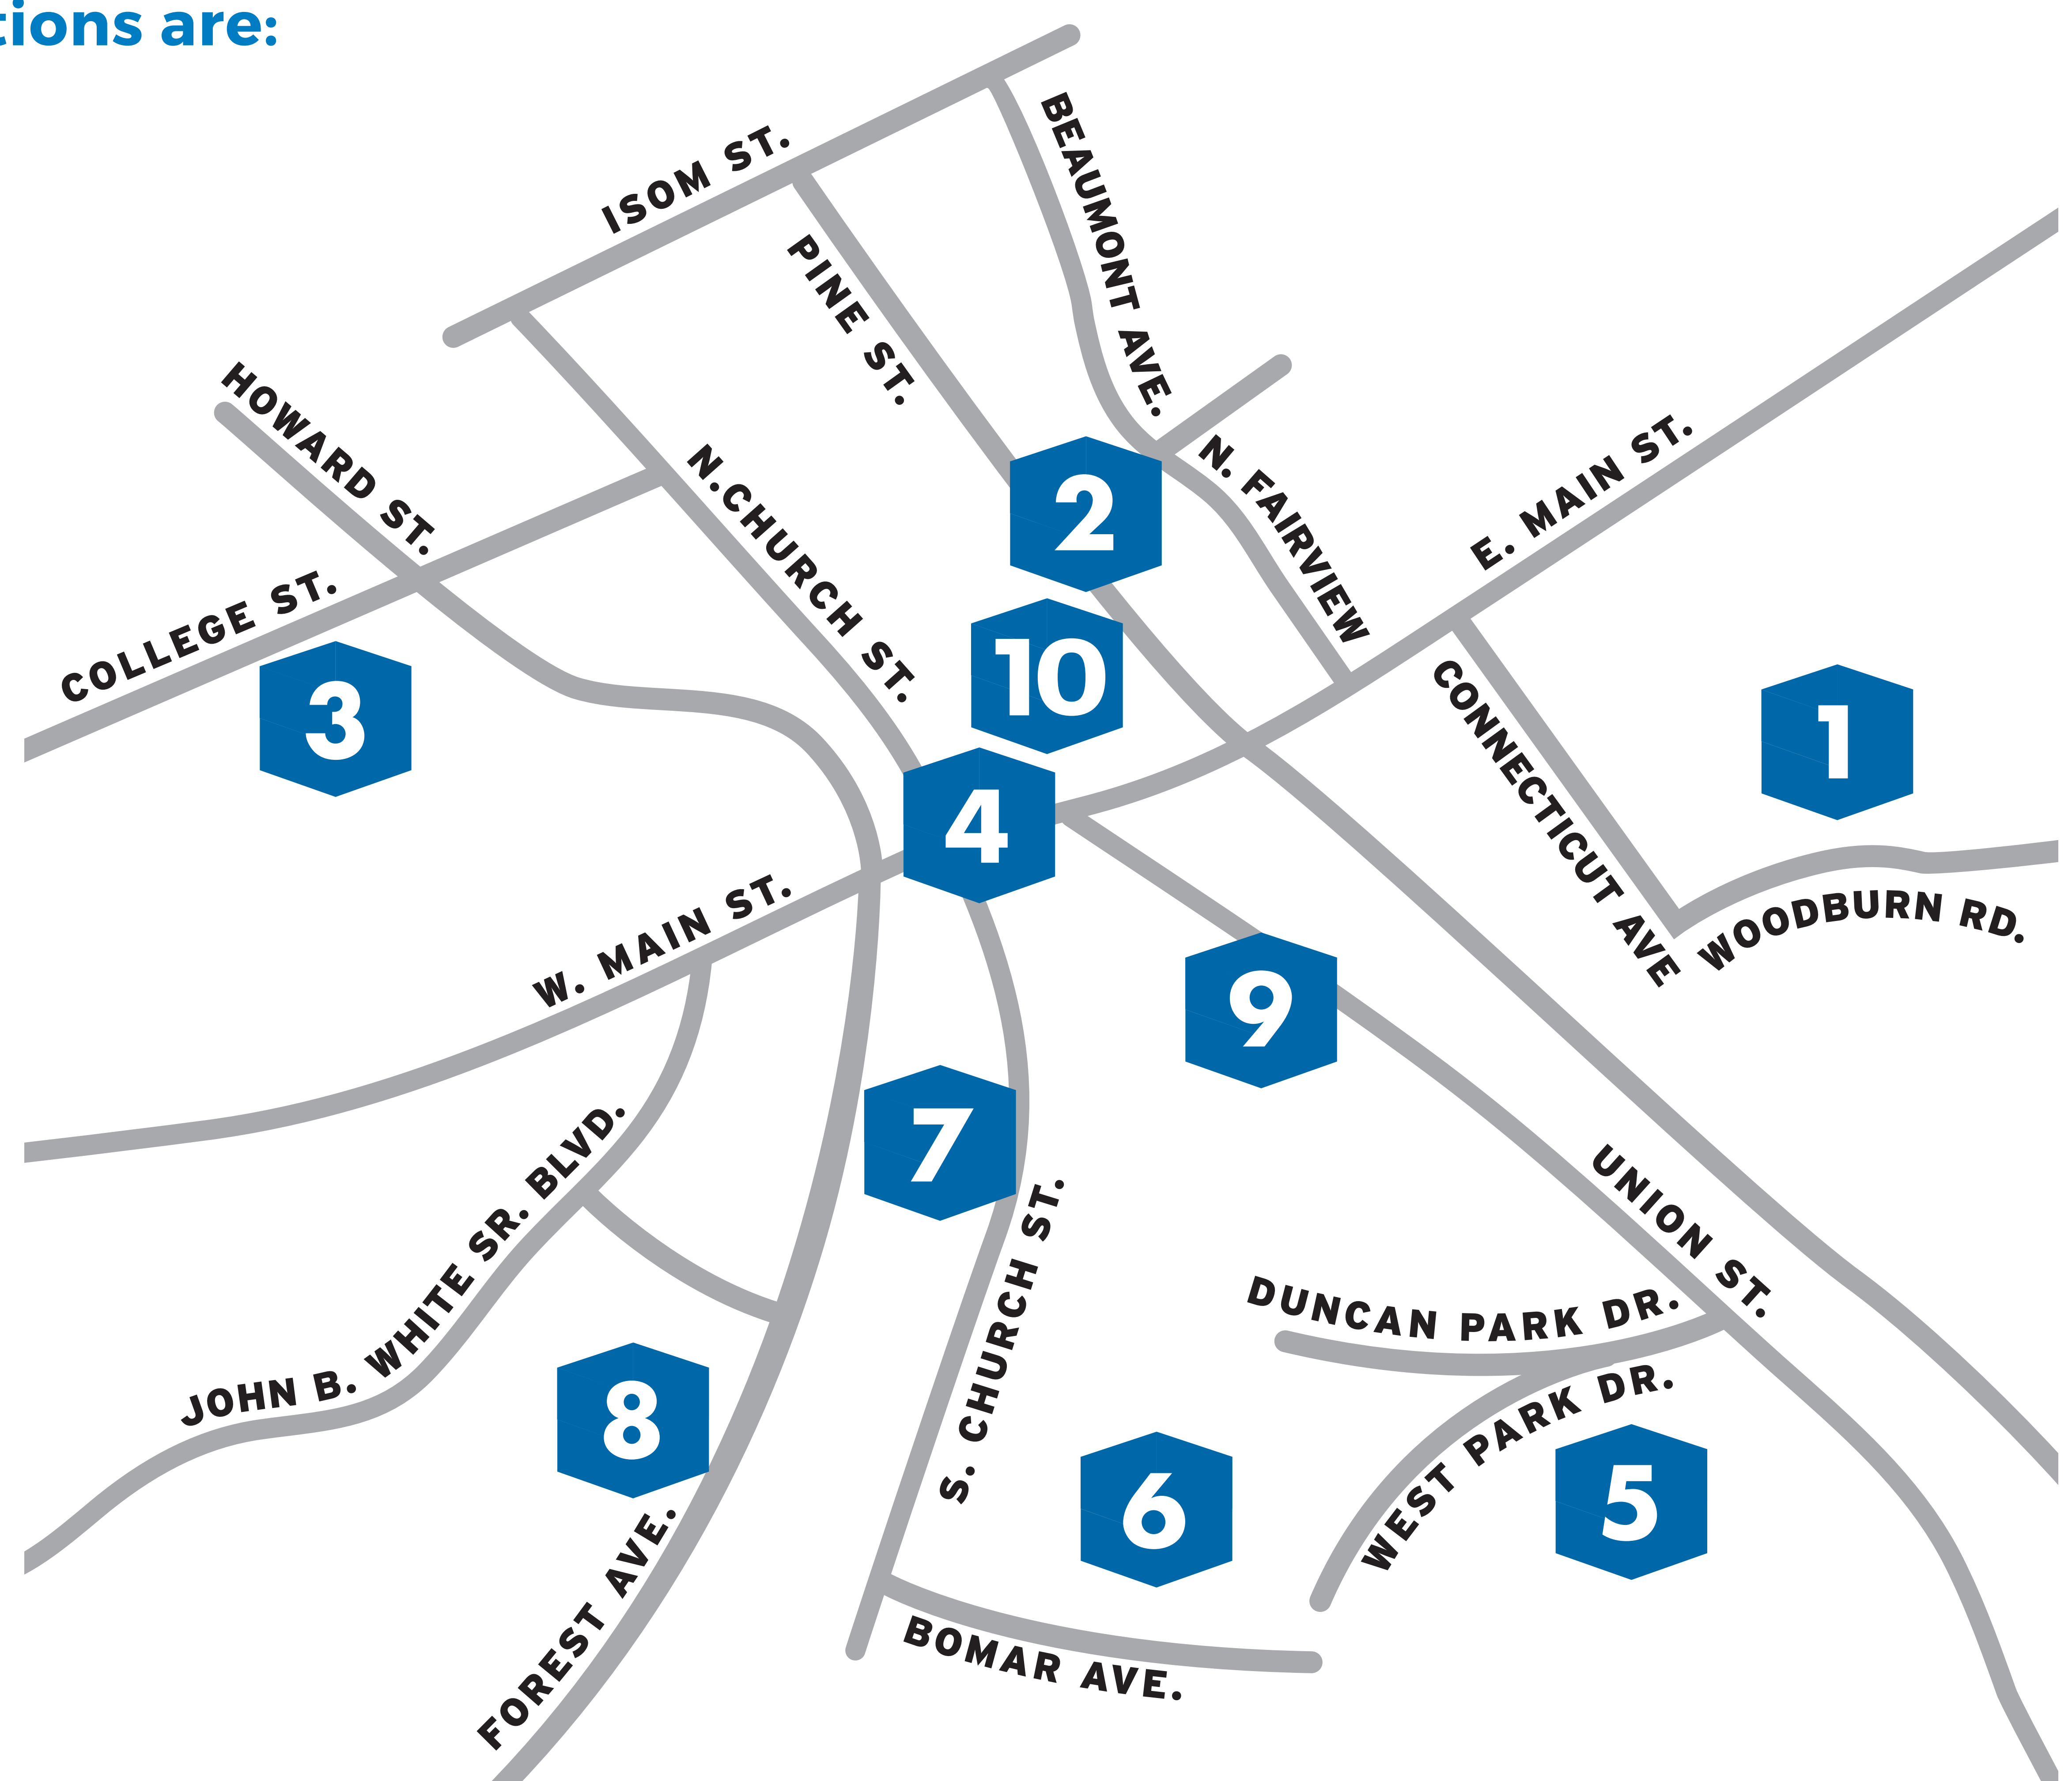 tions are:
ISOM ST.
BEAUMONT AVE.
PINE ST.
HOWARD ST.
N.CHURCH ST.
N. FAIRVIEW
E. MAIN ST.
2
COLLEGE ST.
10
3
1
CONNECTICUT AVE
4
WOODBURN RD.
W. MAIN ST.
9
7
JOHN B. WHITE SR. BLVD.
UNION ST.
S. CHURCH ST.
DUNCAN PARK DR.
WEST PARK DR.
8
6
5
FOREST AVE.
BOMAR AVE.